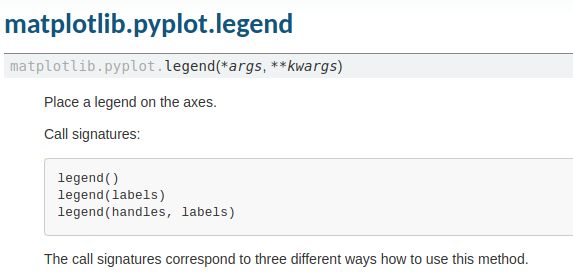 matplotlib.pyplot.legend
matplotlib.pyplot.legend(*args, **kwargs)
Place a legend on the axes.
Call signatures:
legend()
legend(labels)
legend(handles, labels)
The call signatures correspond to three different ways how to use this method.